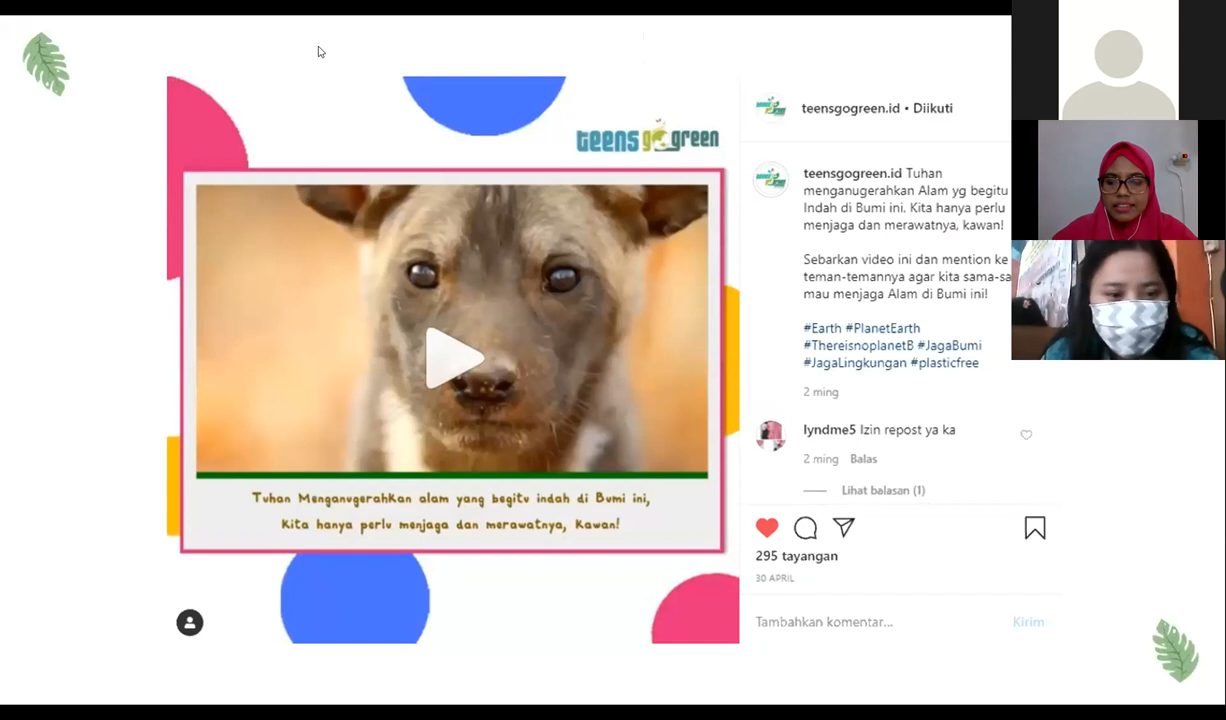 teens go green
Tuhan Menganugerahkan alam yang begitu indah di Bumi ini,
Kita hanya perlu menjaga dan merawatnya, Kawan!
teensgogreen.id • Diikuti
teensgogreen.id Tuhan
menganugerahkan Alam yg begitu
Indah di Bumi ini. Kita hanya perlu
menjaga dan merawatnya, kawan!
Sebarkan video ini dan mention ke
teman-temannya agar kita sama-sa
mau menjaga Alam di Bumi ini!
#Earth #PlanetEarth
#ThereisnoplanetB #JagaBumi
#JagaLingkungan #plasticfree
2 ming
lyndme5 Izin repost ya ka
2 ming Balas
Lihat balasan (1)
295 tayangan
30 APRIL
Tambahkan komentar... Kirim